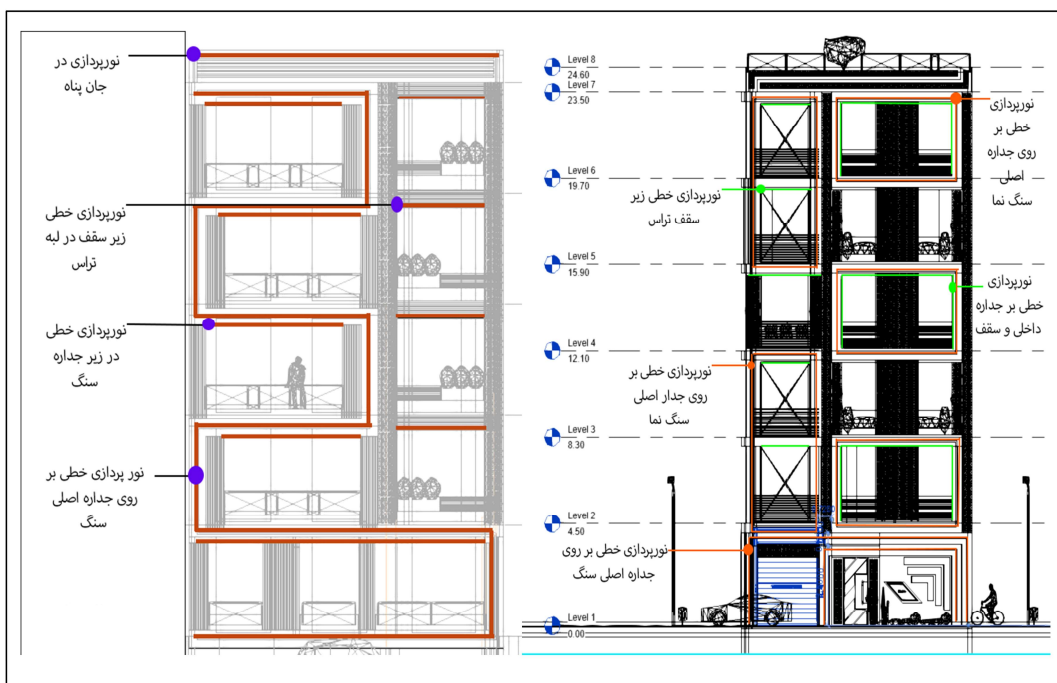 نورپردازی در
جان پناه
نورپردازی خطی
زیر سقف در لبه
تراس
نورپردازی خطی
در زیر جداره
سنگ
نور پردازی خطی بر
روی جداره اصلی
سنگ
Level 8
24.60
Level 7
23.50
Level 6
19.70
Level 5
15.90
Level 4
12.10
Level 3
8.30
Level 2
4.50
Level 1
0.00
نورپردازی
خطی بر
روی جداره
اصلی
سنگ نما
نورپردازی خطی زیر
سقف تراس
نورپردازی
خطی بر جداره
داخلی و سقف
نورپردازی خطی بر
روی جدار اصلی
سنگ نما
نورپردازی خطی بر روی
جداره اصلی سنگ